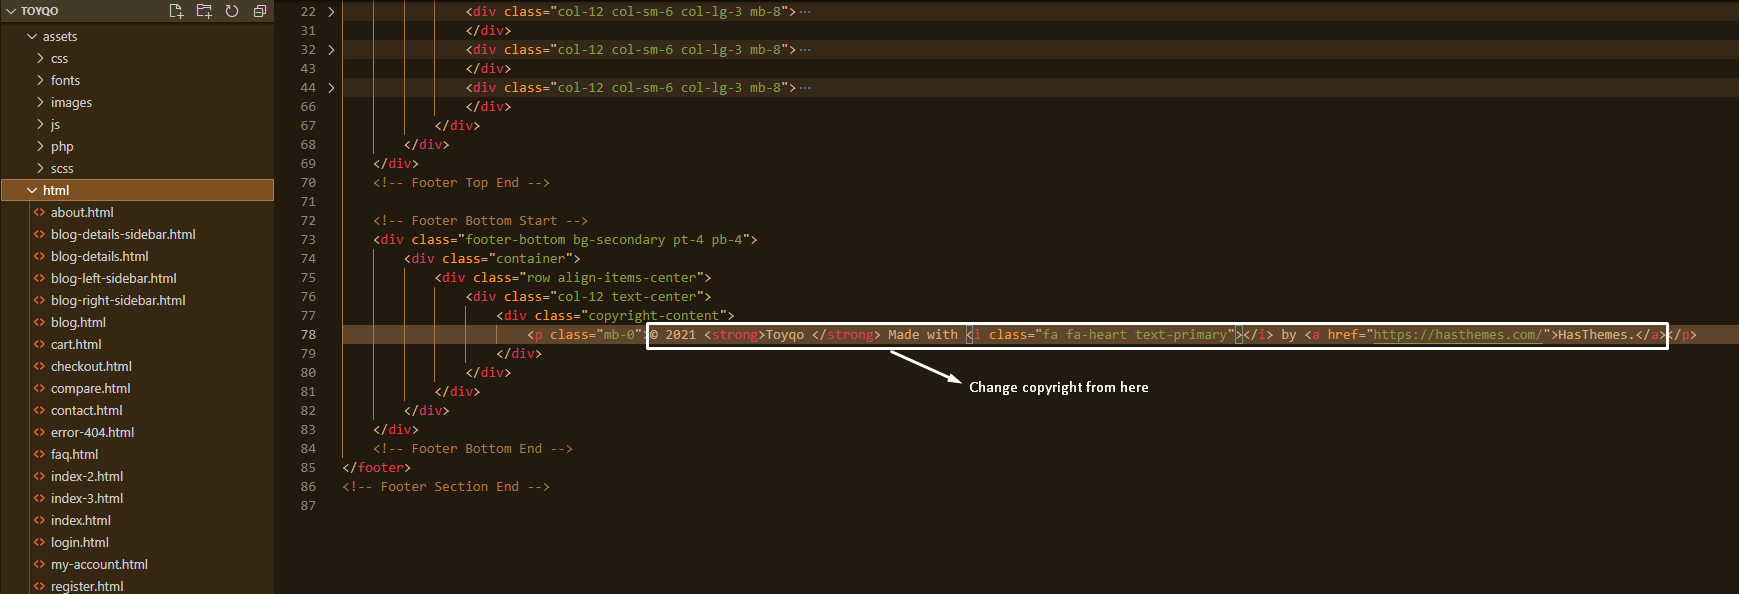 TOYQO
assets
css
fonts
images
js
php
scss
html
about.html
blog-details-sidebar.html
blog-details.html
blog-left-sidebar.html
blog-right-sidebar.html
blog.html
cart.html
checkout.html
compare.html
contact.html
error-404.html
faq.html
index-2.html
index-3.html
index.html
login.html
my-account.html
register.html
22 <div class="col-12 col-sm-6 col-lg-3 mb-8">···
31 </div>
32 <div class="col-12 col-sm-6 col-lg-3 mb-8">···
43 </div>
44 <div class="col-12 col-sm-6 col-lg-3 mb-8">···
66 </div>
67 </div>
68 </div>
69 </div>
70 <!-- Footer Top End -->
71
72 <!-- Footer Bottom Start -->
73 <div class="footer-bottom bg-secondary pt-4 pb-4">
74 <div class="container">
75 <div class="row align-items-center">
76 <div class="col-12 text-center">
77 <div class="copyright-content">
78 <p class="mb-0">© 2021 <strong>Toyqo </strong> Made with <i class="fa fa-heart text-primary"></i> by <a href="https://hasthemes.com/">HasThemes.</a></p>
79 </div>
80 </div>
81 </div>
82 </div>
83 </div>
84 <!-- Footer Bottom End -->
85 </footer>
86 <!-- Footer Section End -->
87
Change copyright from here